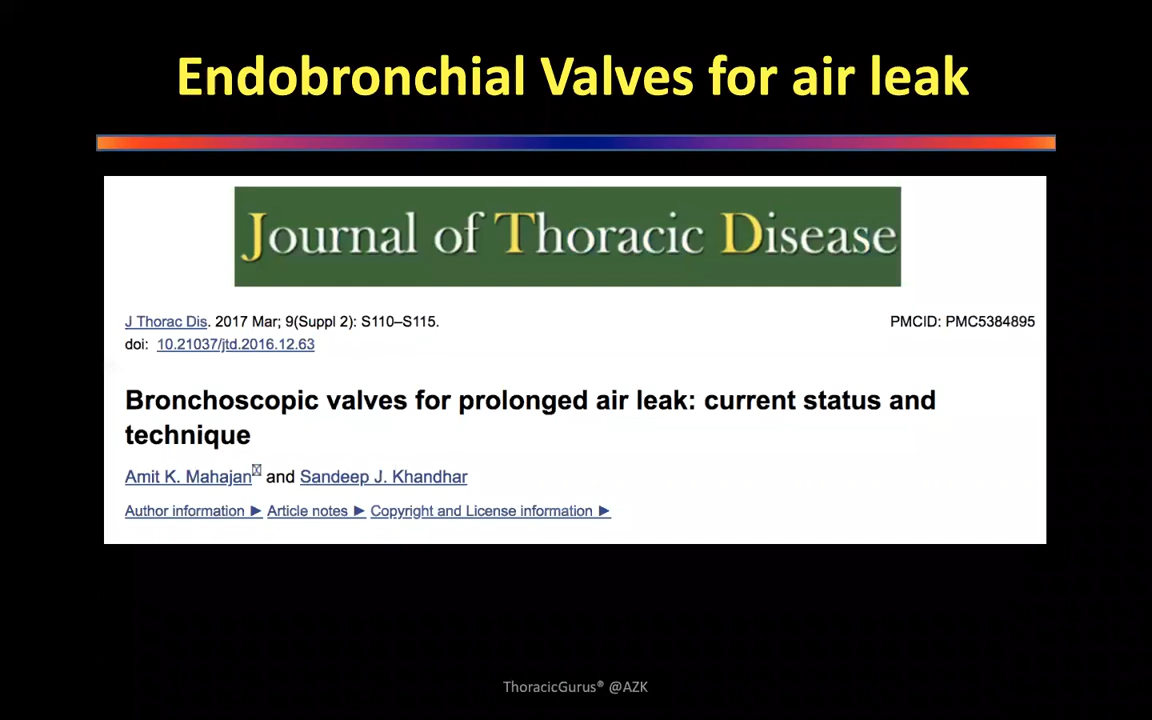 Endobronchial Valves for air leak
Journal of Thoracic Disease
J Thorac Dis. 2017 Mar; 9(Suppl 2): S110–S115.
PMCID: PMC5384895
doi: 10.21037/jtd.2016.12.63
Bronchoscopic valves for prolonged air leak: current status and
technique
Amit K. Mahajan and Sandeep J. Khandhar
Author information ► Article notes ► Copyright and License information ►
ThoracicGurus® @AZK